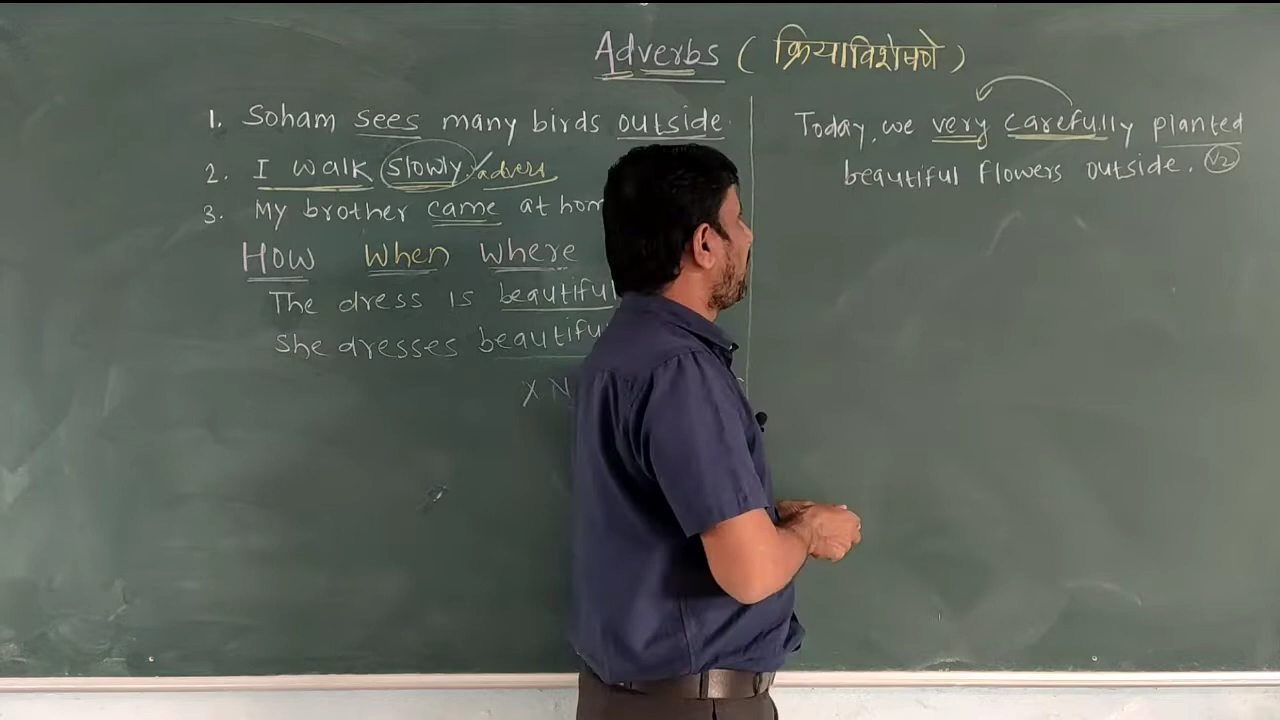 Adverbs (क्रियाविशेषणे)
1. Soham sees many birds outside.
2. I walk slowly. adverb
3. My brother came at
How When Where
The dress is beautiful
She dresses
X N
Today, we very carefully planted
beautiful flowers outside. V2